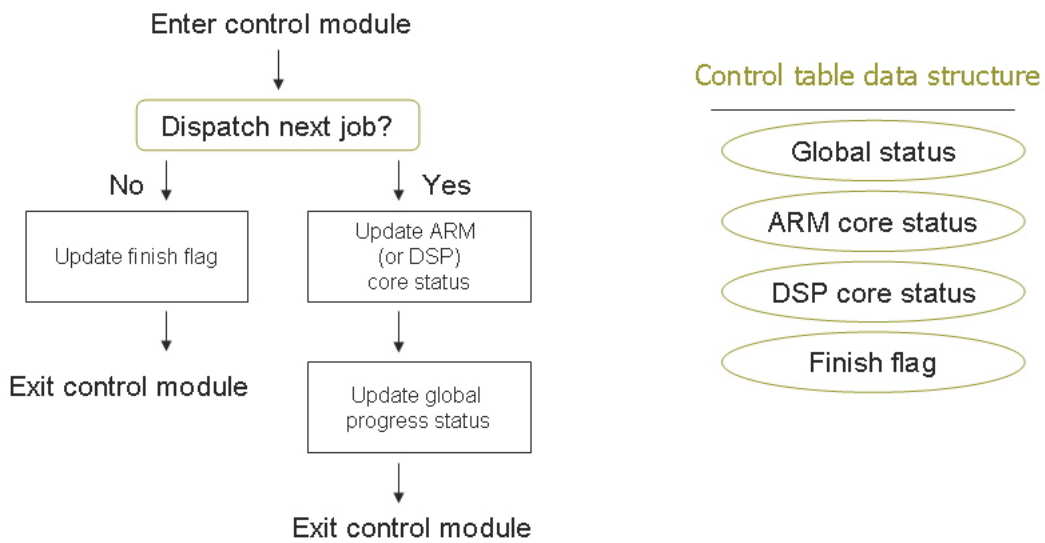 Enter control module
Dispatch next job?
No
Yes
Update finish flag
Update ARM
(or DSP)
core status
Exit control module
Update global
progress status
Exit control module
Control table data structure
Global status
ARM core status
DSP core status
Finish flag